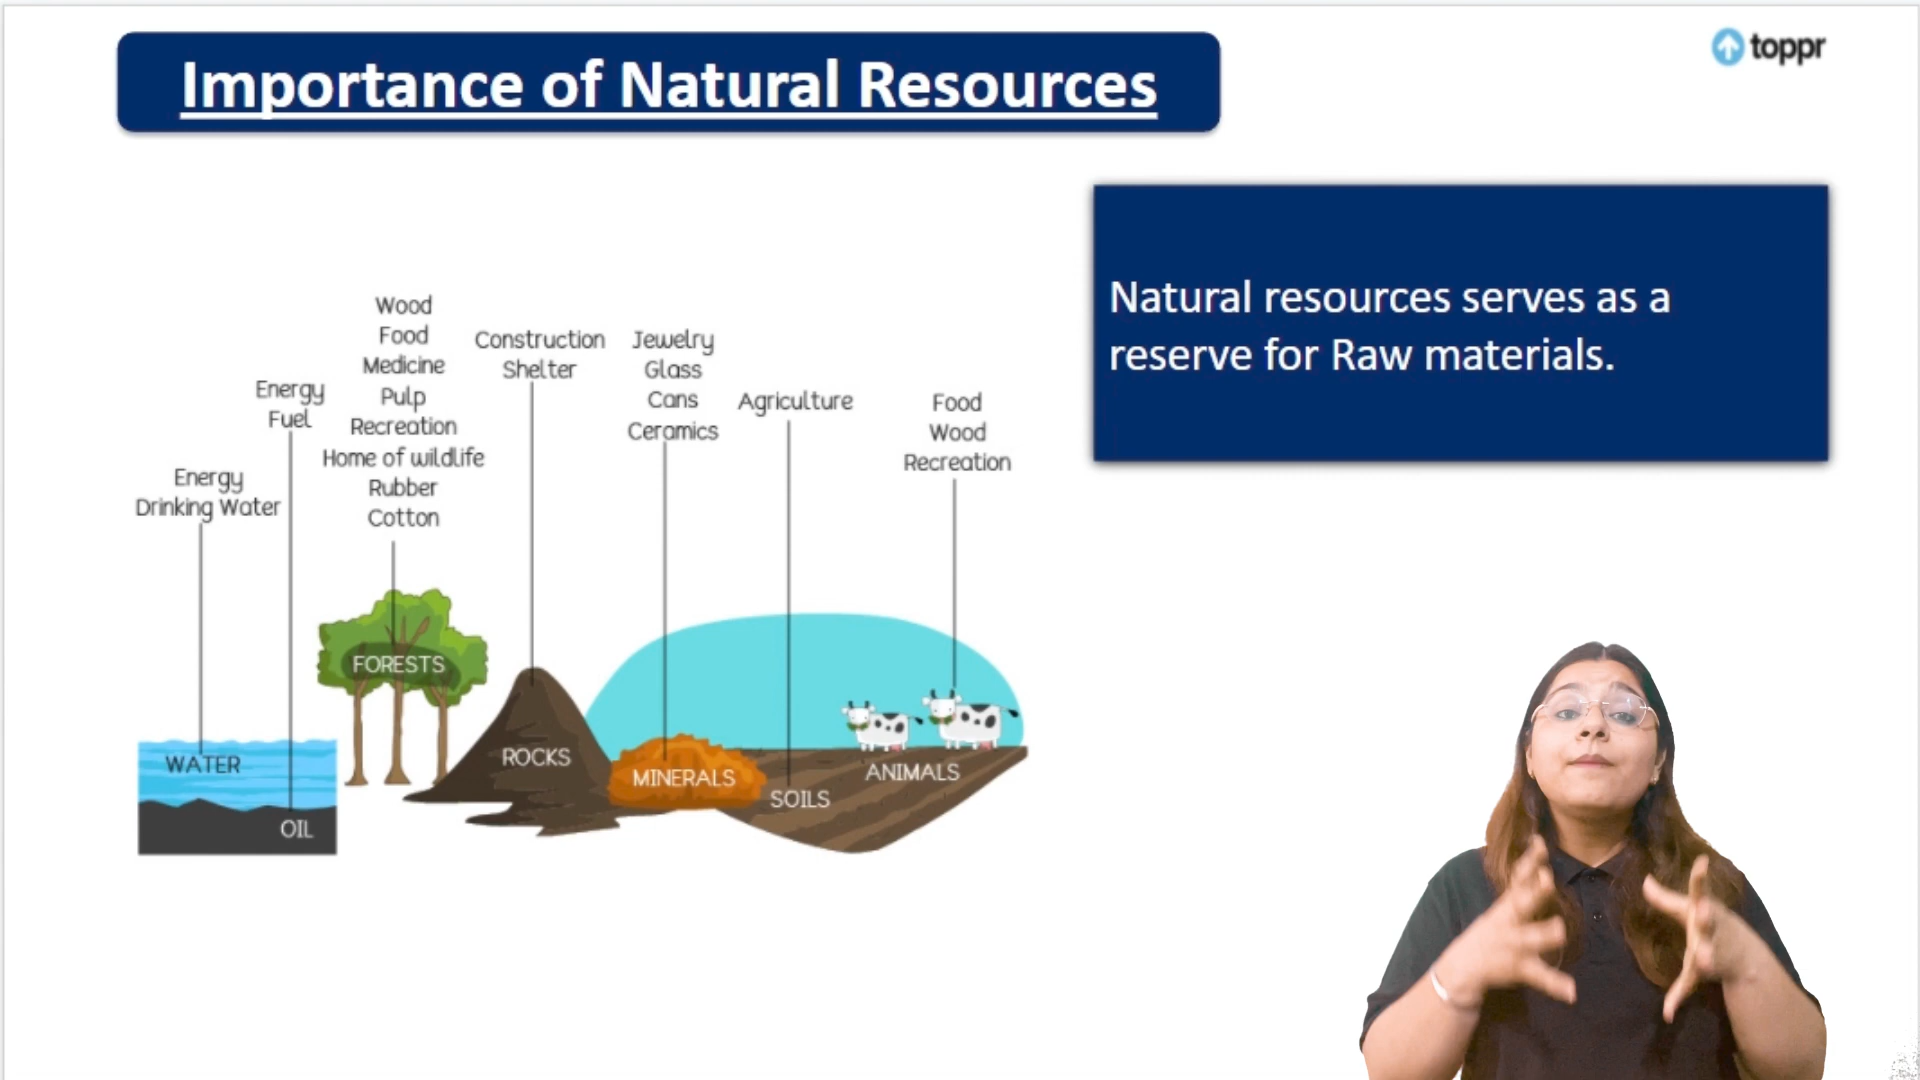 Importance of Natural Resources
toppr
Natural resources serves as a
reserve for Raw materials.
Energy
Drinking Water
Energy
Fuel
Wood
Food
Medicine
Pulp
Recreation
Home of wildlife
Rubber
Cotton
Construction
Shelter
Jewelry
Glass
Cans
Ceramics
Agriculture
Food
Wood
Recreation
WATER
OIL
FORESTS
ROCKS
MINERALS
SOILS
ANIMALS